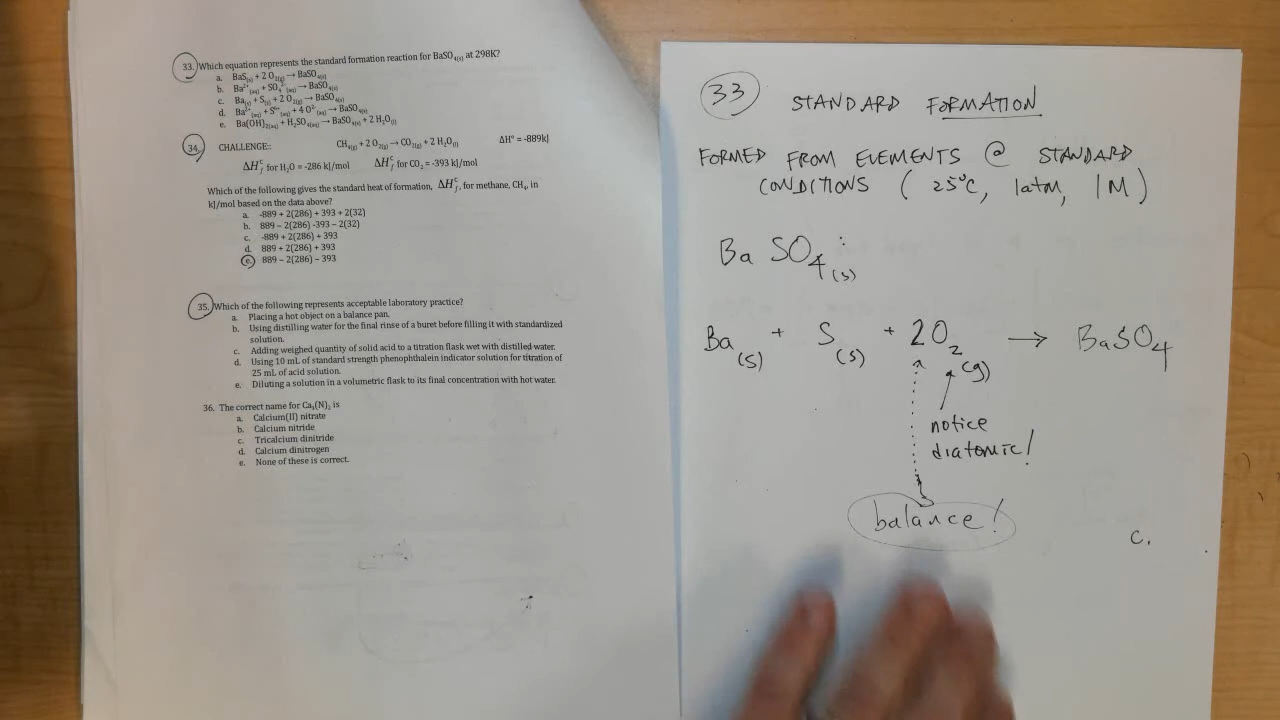 33. Which equation represents the standard formation reaction for BaSO4(s) at 298K?
a. BaS(s) + 2 O2(g) → BaSO4(s)
b. Ba2+(aq) + SO42-(aq) → BaSO4(s)
c. Ba(s) + S(s) + 2 O2(g) → BaSO4(s)
d. Ba2+(aq) + S6+(aq) + 4 O2-(aq) → BaSO4(s)
e. Ba(OH)2(aq) + H2SO4(aq) → BaSO4(s) + 2 H2O(l)
34. CHALLENGE:: CH4(g) + 2 O2(g) → CO2(g) + 2 H2O(l) ΔH° = -889kJ
ΔH°f for H2O = -286 kJ/mol ΔH°f for CO2 = -393 kJ/mol
Which of the following gives the standard heat of formation, ΔH°f, for methane, CH4, in
kJ/mol based on the data above?
a. -889 + 2(286) + 393 + 2(32)
b. 889 – 2(286) -393 – 2(32)
c. -889 + 2(286) + 393
d. 889 + 2(286) + 393
e. 889 – 2(286) – 393
35. Which of the following represents acceptable laboratory practice?
a. Placing a hot object on a balance pan.
b. Using distilling water for the final rinse of a buret before filling it with standardized
solution.
c. Adding weighed quantity of solid acid to a titration flask wet with distilled water.
d. Using 10 mL of standard strength phenophthalein indicator solution for titration of
25 mL of acid solution.
e. Diluting a solution in a volumetric flask to its final concentration with hot water.
36. The correct name for Ca3(N)2 is
a. Calcium(II) nitrate
b. Calcium nitride
c. Tricalcium dinitride
d. Calcium dinitrogen
e. None of these is correct.
33 STANDARD FORMATION
FORMED FROM ELEMENTS @ STANDARD
CONDITIONS ( 25°C, 1atm, 1M )
BaSO4(s) :
Ba(s) + S(s) + 2O2(g) → BaSO4
notice
diatomic!
balance!
c.